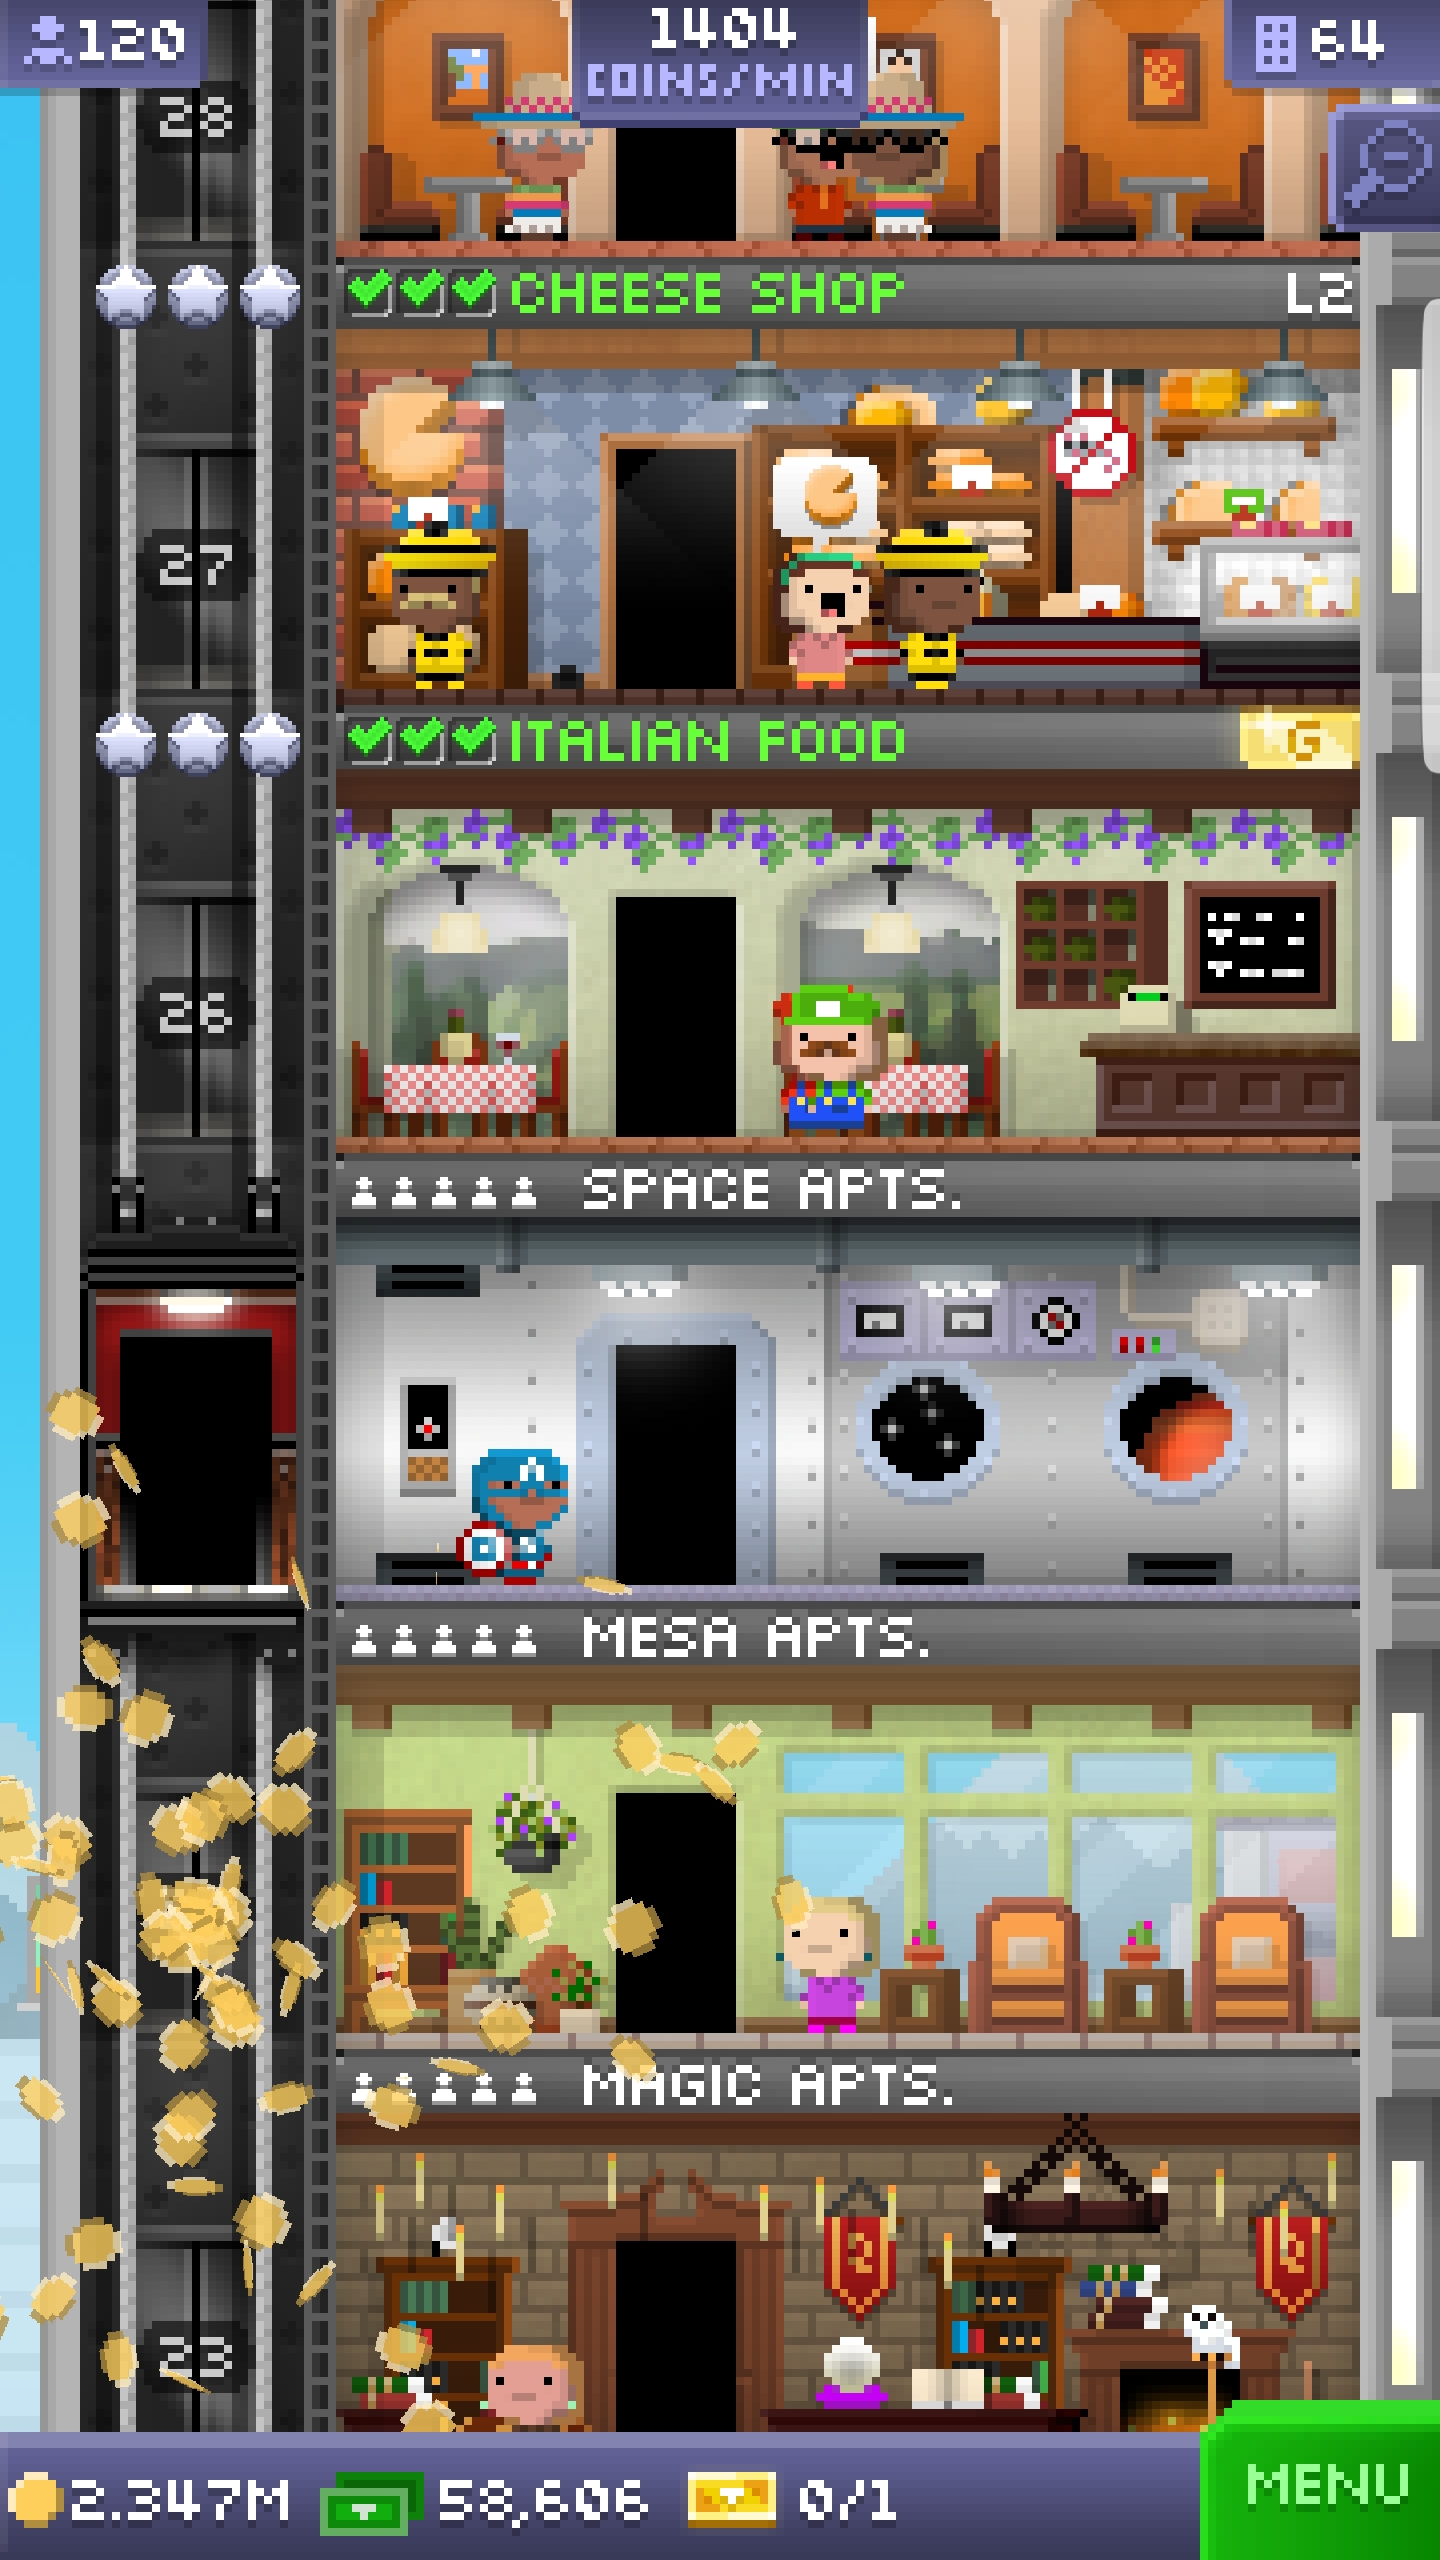 120
1404
COINS/MIN
64
28
CHEESE SHOP
L2
27
ITALIAN FOOD
G
26
SPACE APTS.
A
MESA APTS.
MAGIC APTS.
23
2.347M
58,606
0/1
MENU